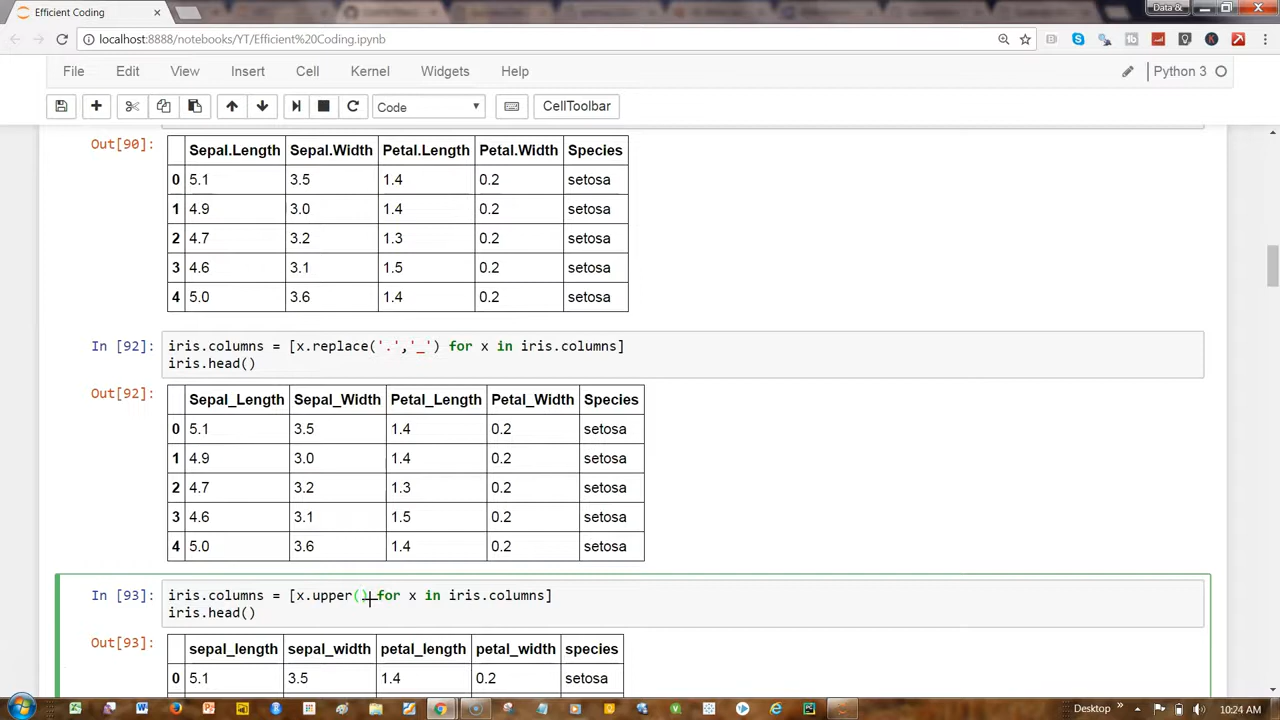 Efficient Coding
Data &
localhost:8888/notebooks/YT/Efficient%20Coding.ipynb
File Edit View Insert Cell Kernel Widgets Help Python 3
Code CellToolbar
Out[90]:
Sepal.Length Sepal.Width Petal.Length Petal.Width Species
0 5.1 3.5 1.4 0.2 setosa
1 4.9 3.0 1.4 0.2 setosa
2 4.7 3.2 1.3 0.2 setosa
3 4.6 3.1 1.5 0.2 setosa
4 5.0 3.6 1.4 0.2 setosa
In [92]: iris.columns = [x.replace('.','_') for x in iris.columns]
iris.head()
Out[92]:
Sepal_Length Sepal_Width Petal_Length Petal_Width Species
0 5.1 3.5 1.4 0.2 setosa
1 4.9 3.0 1.4 0.2 setosa
2 4.7 3.2 1.3 0.2 setosa
3 4.6 3.1 1.5 0.2 setosa
4 5.0 3.6 1.4 0.2 setosa
In [93]: iris.columns = [x.upper() for x in iris.columns]
iris.head()
Out[93]:
sepal_length sepal_width petal_length petal_width species
0 5.1 3.5 1.4 0.2 setosa
Desktop 10:24 AM